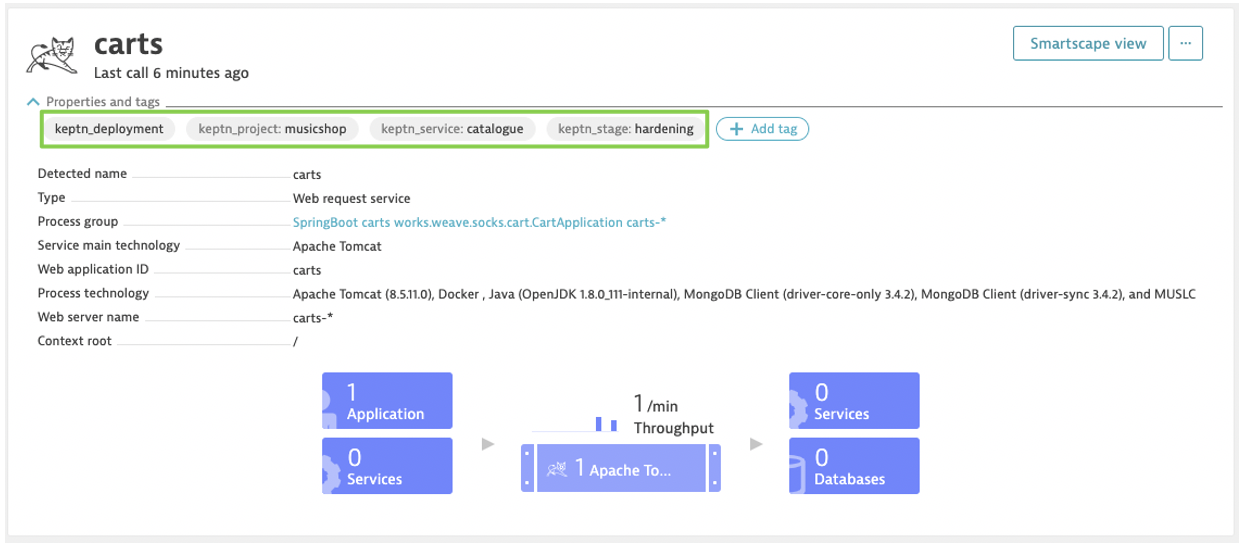 carts
Last call 6 minutes ago
Smartscape view ...
Properties and tags
keptn_deployment keptn_project: musicshop keptn_service: catalogue keptn_stage: hardening + Add tag
Detected name carts
Type Web request service
Process group SpringBoot carts works.weave.socks.cart.CartApplication carts-*
Service main technology Apache Tomcat
Web application ID carts
Process technology Apache Tomcat (8.5.11.0), Docker , Java (OpenJDK 1.8.0_111-internal), MongoDB Client (driver-core-only 3.4.2), MongoDB Client (driver-sync 3.4.2), and MUSLC
Web server name carts-*
Context root /
1
Application
0
Services
1 /min
Throughput
1 Apache To...
0
Services
0
Databases